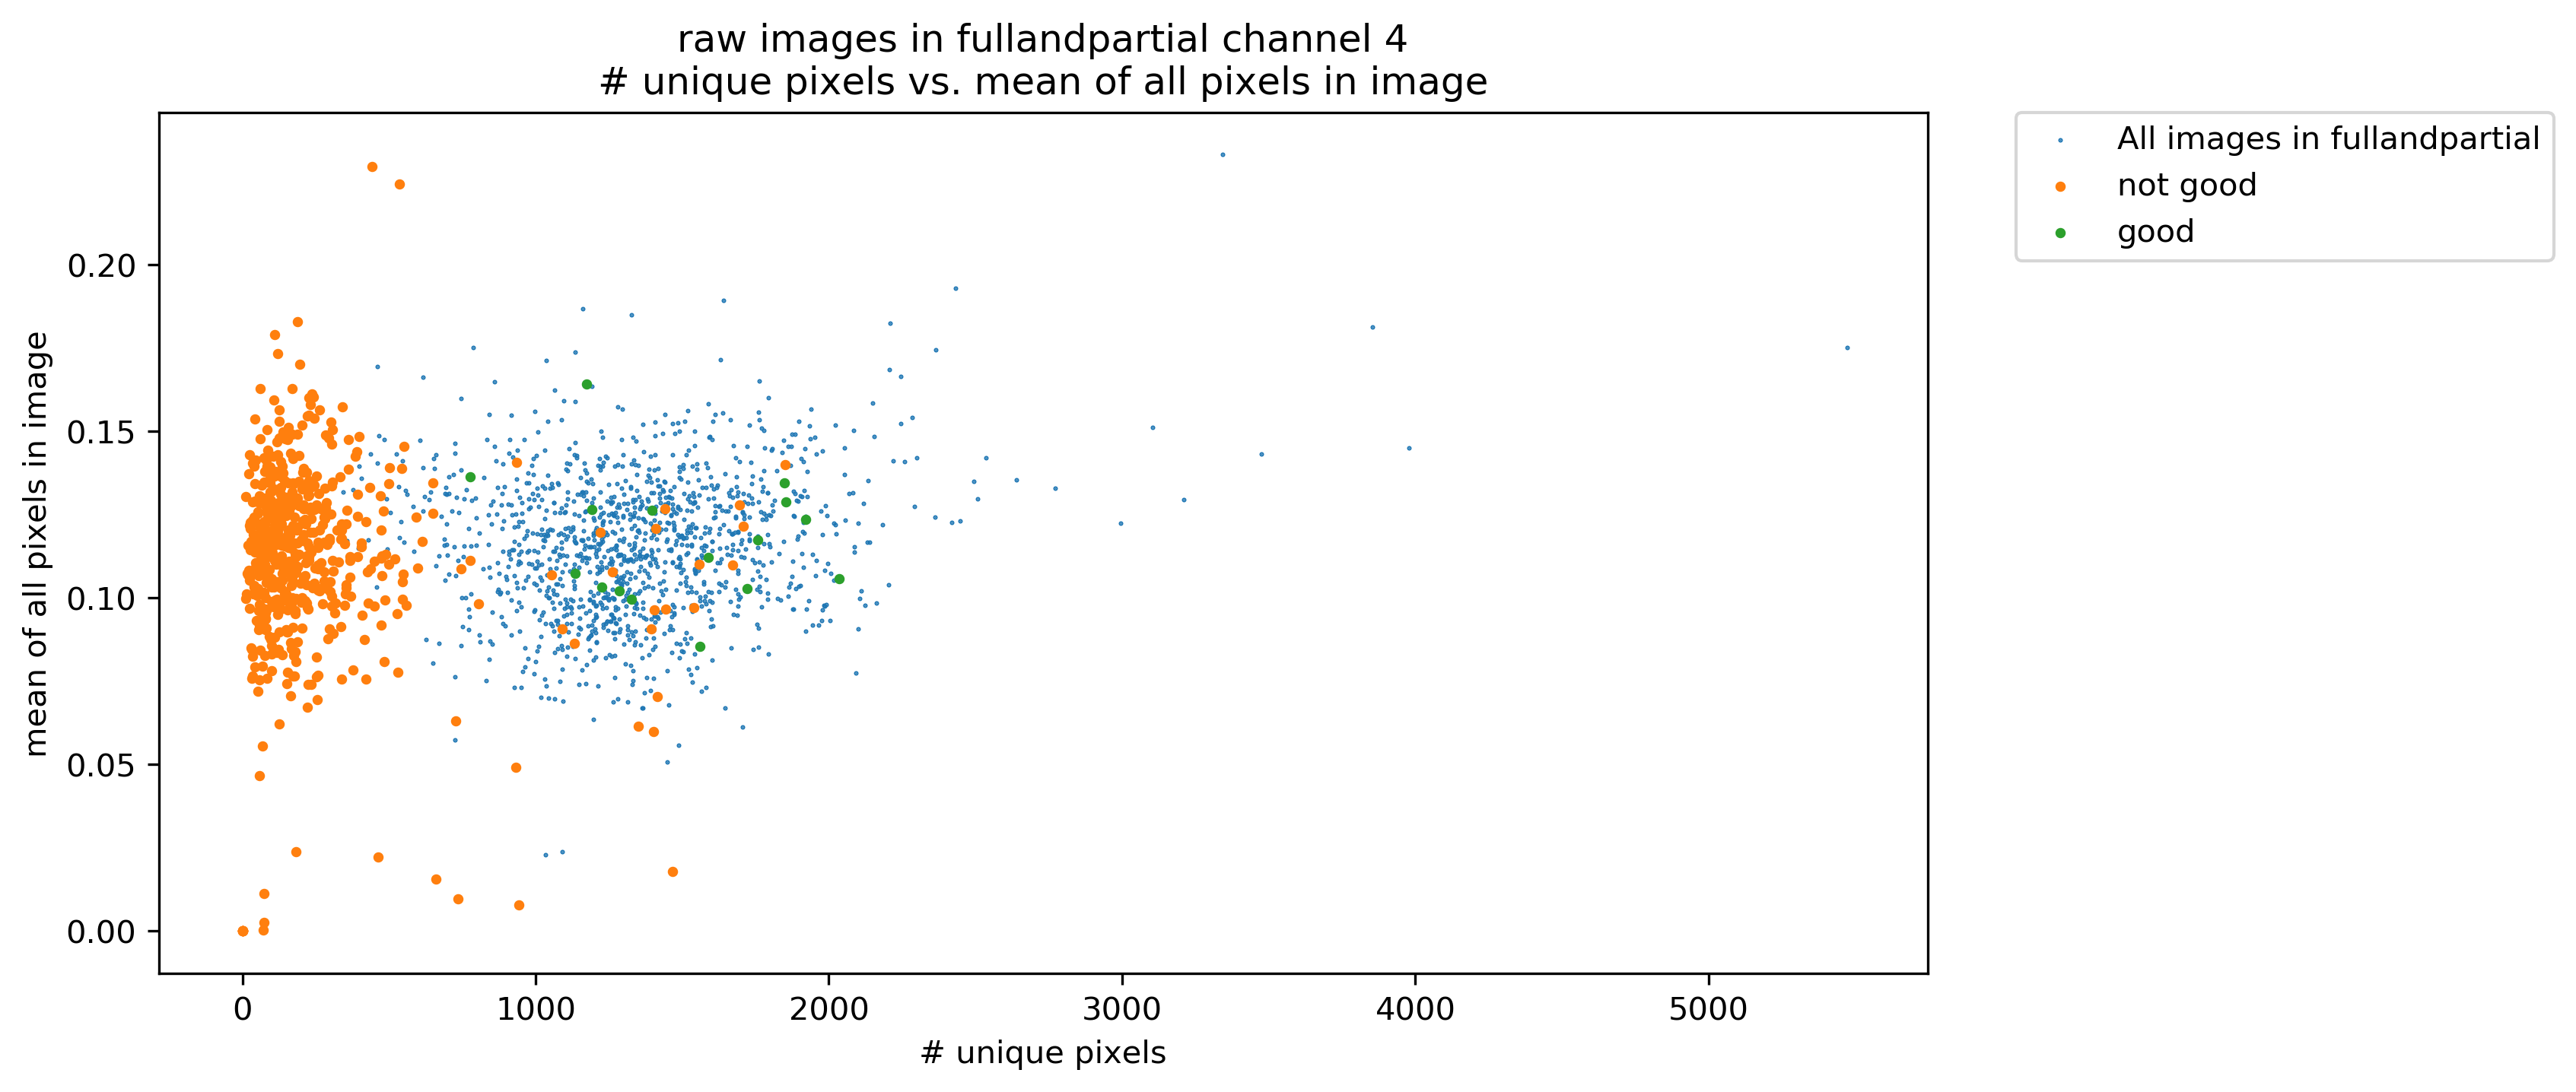 raw images in fullandpartial channel 4
# unique pixels vs. mean of all pixels in image
All images in fullandpartial
not good
good
mean of all pixels in image
0.20
0.15
0.10
0.05
0.00
0 1000 2000 3000 4000 5000
# unique pixels